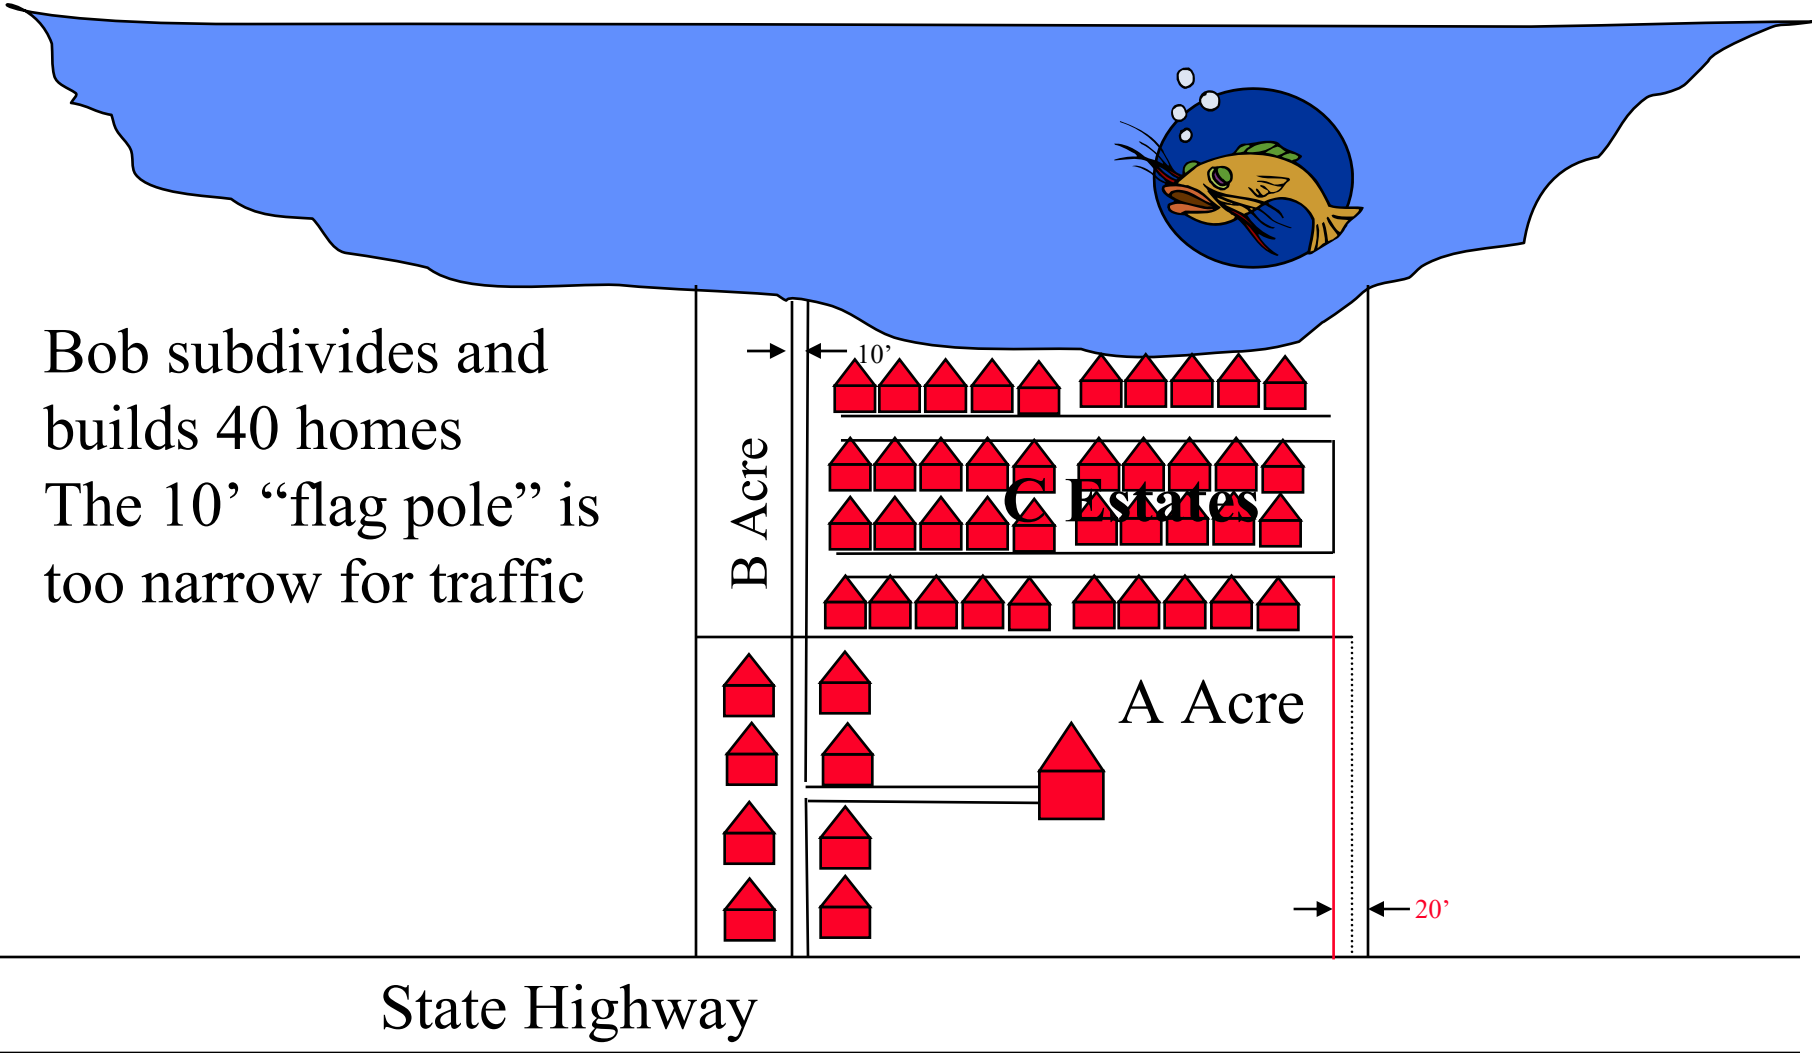 Bob subdivides and
builds 40 homes
The 10’ “flag pole” is
too narrow for traffic
10’
B Acre
C Estates
A Acre
20’
State Highway